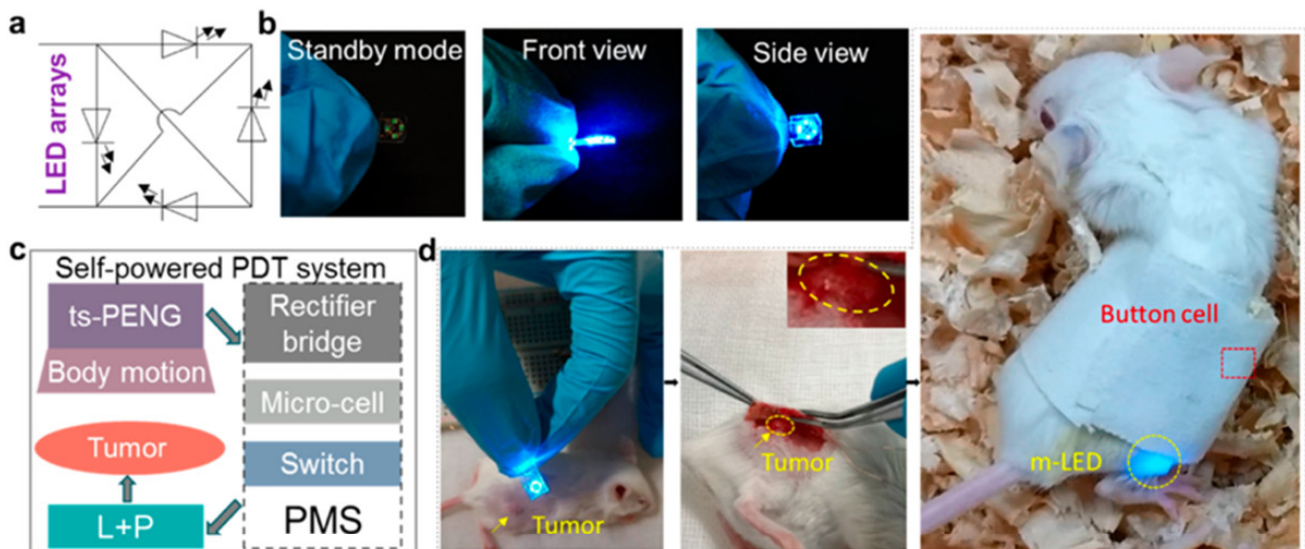 a
LED arrays
b
Standby mode
Front view
Side view
c
Self-powered PDT system
ts-PENG
Body motion
Rectifier
bridge
Micro-cell
Switch
PMS
Tumor
L+P
d
Tumor
Tumor
Button cell
m-LED